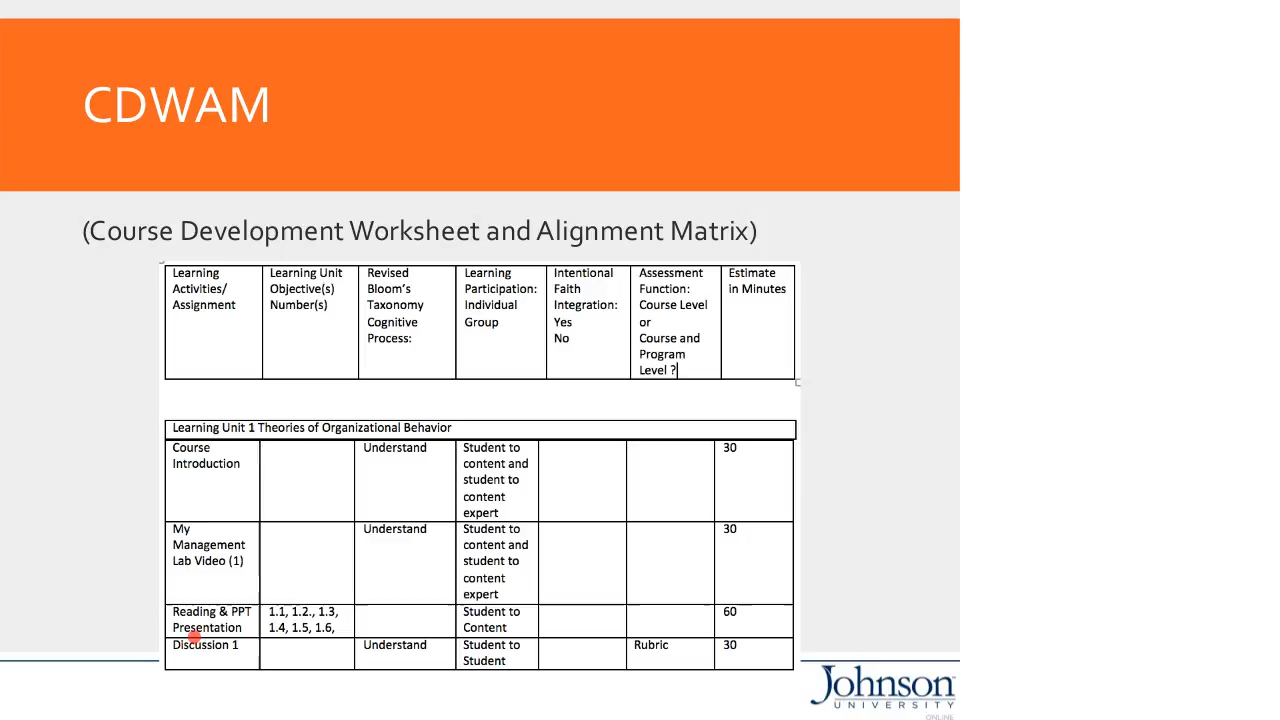 CDWAM
(Course Development Worksheet and Alignment Matrix)
Learning Activities/ Assignment
Learning Unit Objective(s) Number(s)
Revised Bloom's Taxonomy Cognitive Process:
Learning Participation: Individual Group
Intentional Faith Integration: Yes No
Assessment Function: Course Level or Course and Program Level ?
Estimate in Minutes
Learning Unit 1 Theories of Organizational Behavior
Course Introduction
Understand
Student to content and student to content expert
30
My Management Lab Video (1)
Understand
Student to content and student to content expert
30
Reading & PPT Presentation
1.1, 1.2., 1.3, 1.4, 1.5, 1.6,
Student to Content
60
Discussion 1
Understand
Student to Student
Rubric
30
Johnson
UNIVERSITY
ONLINE